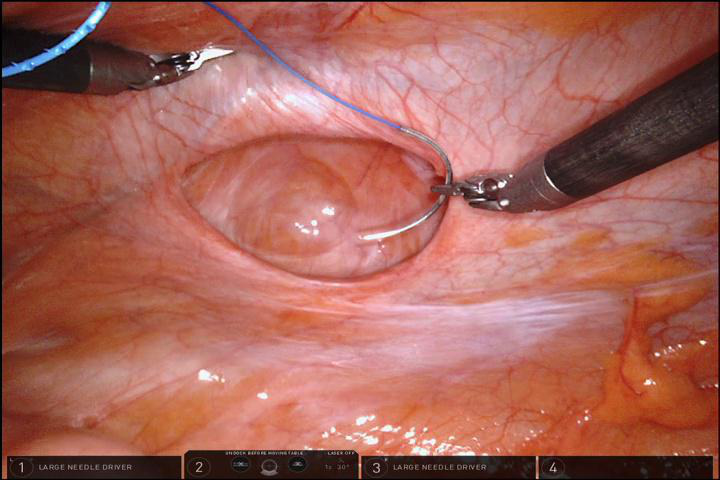 UNDOCK BEFORE MOVING TABLE
LASER OFF
1 LARGE NEEDLE DRIVER
2
1x 30°
3 LARGE NEEDLE DRIVER
4